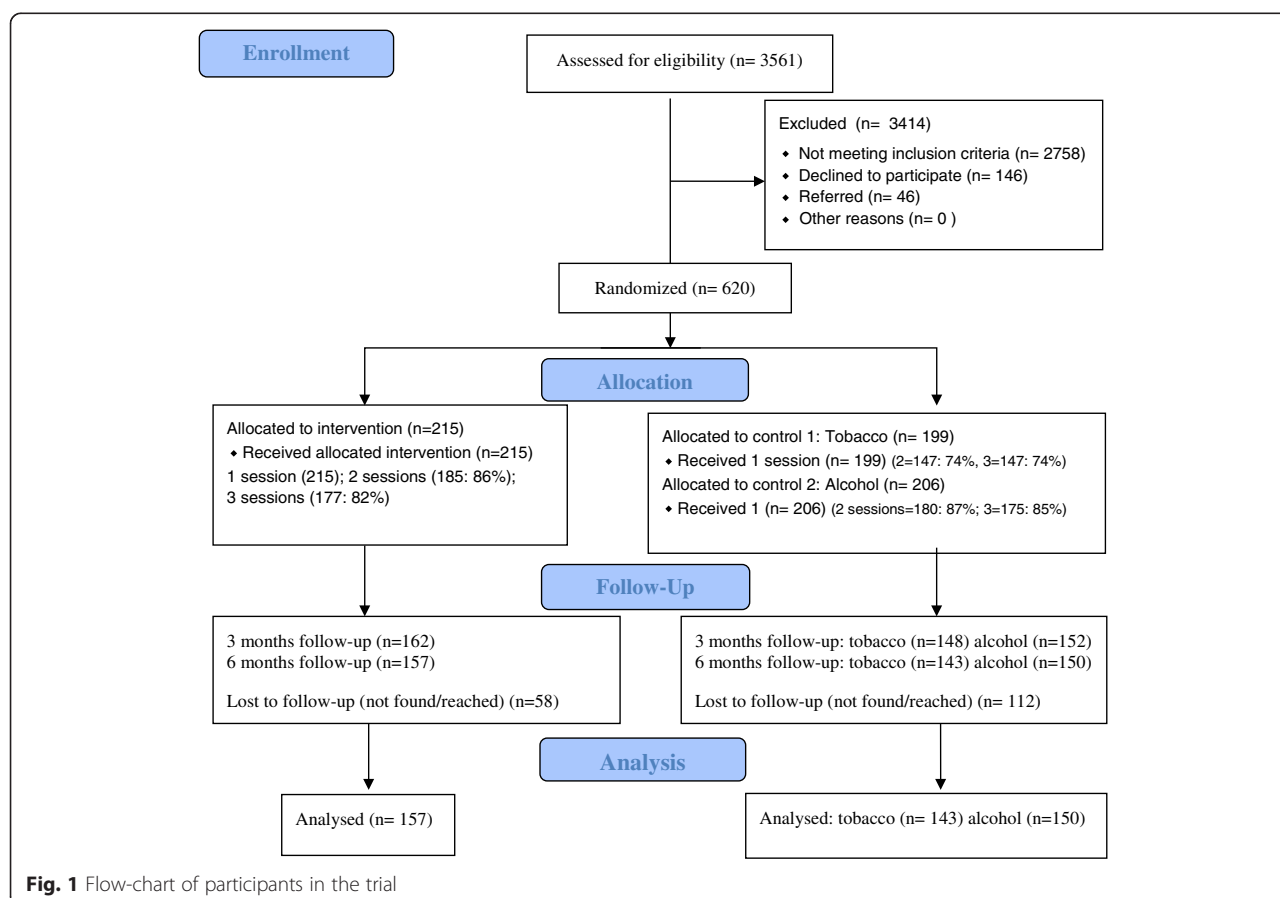 Enrollment
Assessed for eligibility (n= 3561)
Excluded (n= 3414)
◆ Not meeting inclusion criteria (n= 2758)
◆ Declined to participate (n= 146)
◆ Referred (n= 46)
◆ Other reasons (n= 0 )
Randomized (n= 620)
Allocation
Allocated to intervention (n=215)
◆ Received allocated intervention (n=215)
1 session (215); 2 sessions (185: 86%);
3 sessions (177: 82%)
Allocated to control 1: Tobacco (n= 199)
◆ Received 1 session (n= 199) (2=147: 74%, 3=147: 74%)
Allocated to control 2: Alcohol (n= 206)
◆ Received 1 (n= 206) (2 sessions=180: 87%; 3=175: 85%)
Follow-Up
3 months follow-up (n=162)
6 months follow-up (n=157)
Lost to follow-up (not found/reached) (n=58)
3 months follow-up: tobacco (n=148) alcohol (n=152)
6 months follow-up: tobacco (n=143) alcohol (n=150)
Lost to follow-up (not found/reached) (n= 112)
Analysis
Analysed (n= 157)
Analysed: tobacco (n= 143) alcohol (n=150)
Fig. 1 Flow-chart of participants in the trial